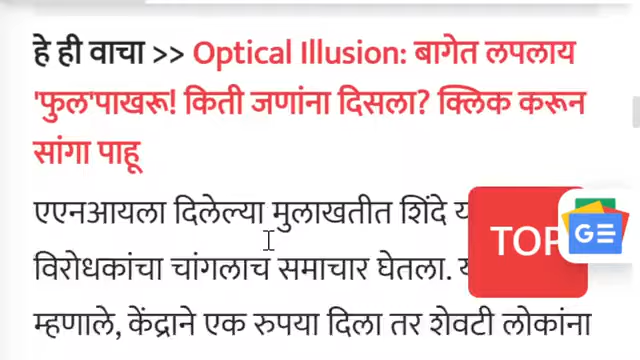 हे ही वाचा >> Optical Illusion: बागेत लपलाय
'फुल'पाखरू! किती जणांना दिसला? क्लिक करून
सांगा पाहू
एएनआयला दिलेल्या मुलाखतीत शिंदे
विरोधकांचा चांगलाच समाचार घेतला.
म्हणाले, केंद्राने एक रुपया दिला तर शेवटी लोकांना
TOP
GE